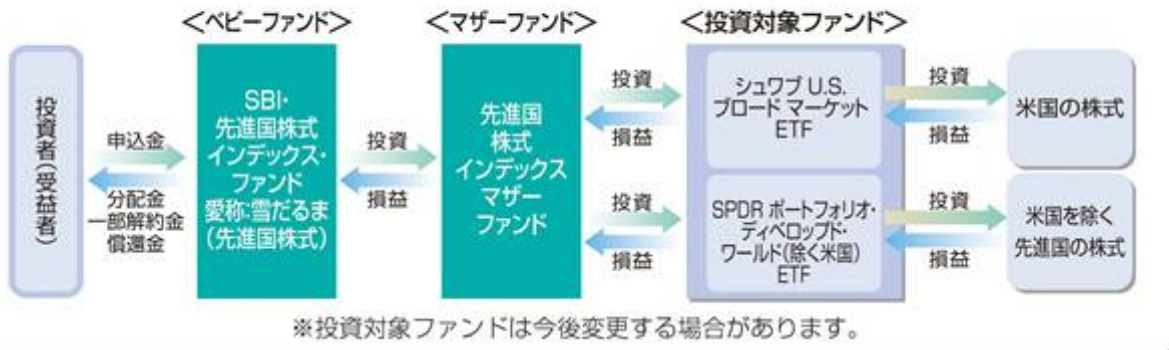 <ベビーファンド>
<マザーファンド>
<投資対象ファンド>
投資者(受益者)
申込金
分配金
一部解約金
償還金
SBI・
先進国株式
インデックス・
ファンド
愛称:雪だるま
(先進国株式)
投資
損益
先進国
株式
インデックス
マザー
ファンド
投資
損益
投資
損益
シュワブ U.S.
ブロード マーケット
ETF
SPDR ポートフォリオ・
ディベロップド・
ワールド(除く米国)
ETF
投資
損益
投資
損益
米国の株式
米国を除く
先進国の株式
※投資対象ファンドは今後変更する場合があります。